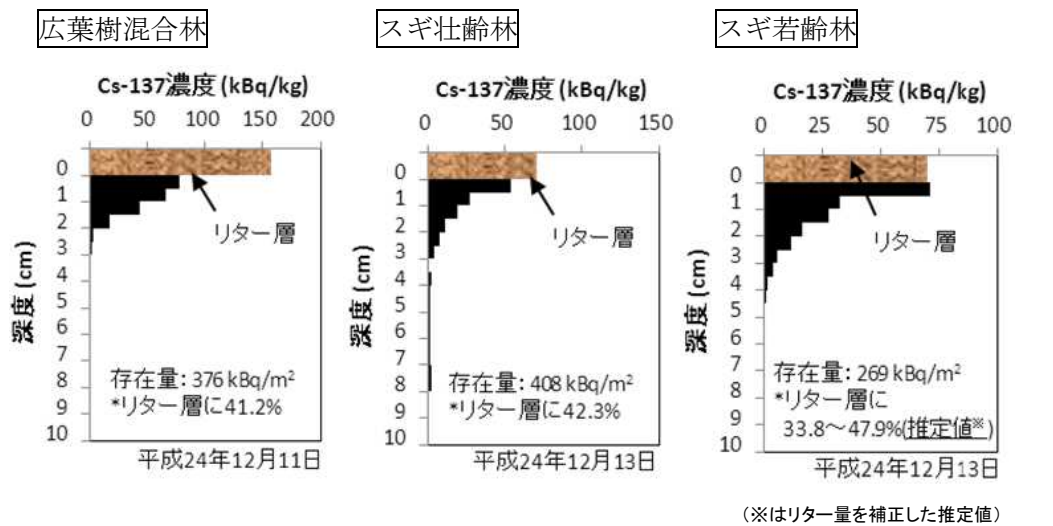 広葉樹混合林
Cs-137濃度 (kBq/kg)
0 50 100 150 200
深度 (cm)
0
1
2
3
4
5
6
7
8
9
10
リター層
存在量: 376 kBq/m²
*リター層に41.2%
平成24年12月11日
スギ壮齢林
Cs-137濃度 (kBq/kg)
0 50 100 150
深度 (cm)
0
1
2
3
4
5
6
7
8
9
10
リター層
存在量: 408 kBq/m²
*リター層に42.3%
平成24年12月13日
スギ若齢林
Cs-137濃度 (kBq/kg)
0 25 50 75 100
深度 (cm)
0
1
2
3
4
5
6
7
8
9
10
リター層
存在量: 269 kBq/m²
*リター層に
33.8～47.9%(推定値※)
平成24年12月13日
(※はリター量を補正した推定値)